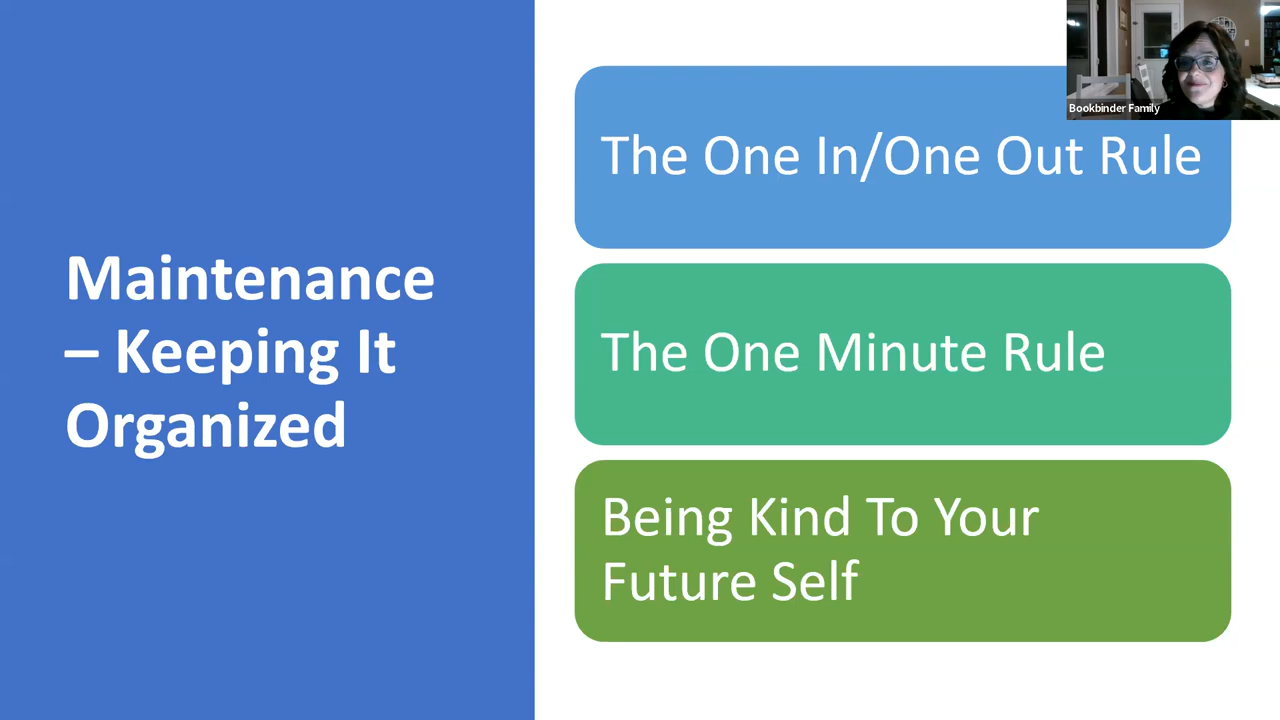 Maintenance
– Keeping It
Organized
The One In/One Out Rule
The One Minute Rule
Being Kind To Your
Future Self
Bookbinder Family